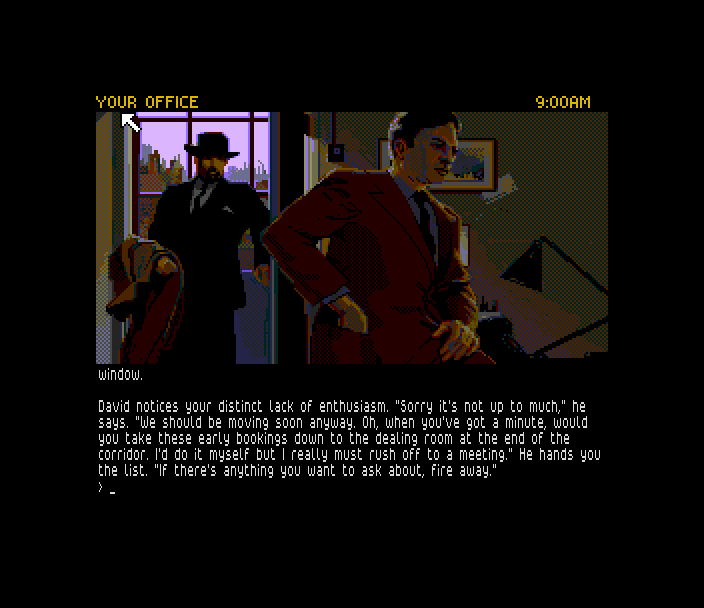 YOUR OFFICE 9:00AM
window.
David notices your distinct lack of enthusiasm. "Sorry it's not up to much," he
says. "We should be moving soon anyway. Oh, when you've got a minute, would
you take these early bookings down to the dealing room at the end of the
corridor. I'd do it myself but I really must rush off to a meeting." He hands you
the list. "If there's anything you want to ask about, fire away."
> _